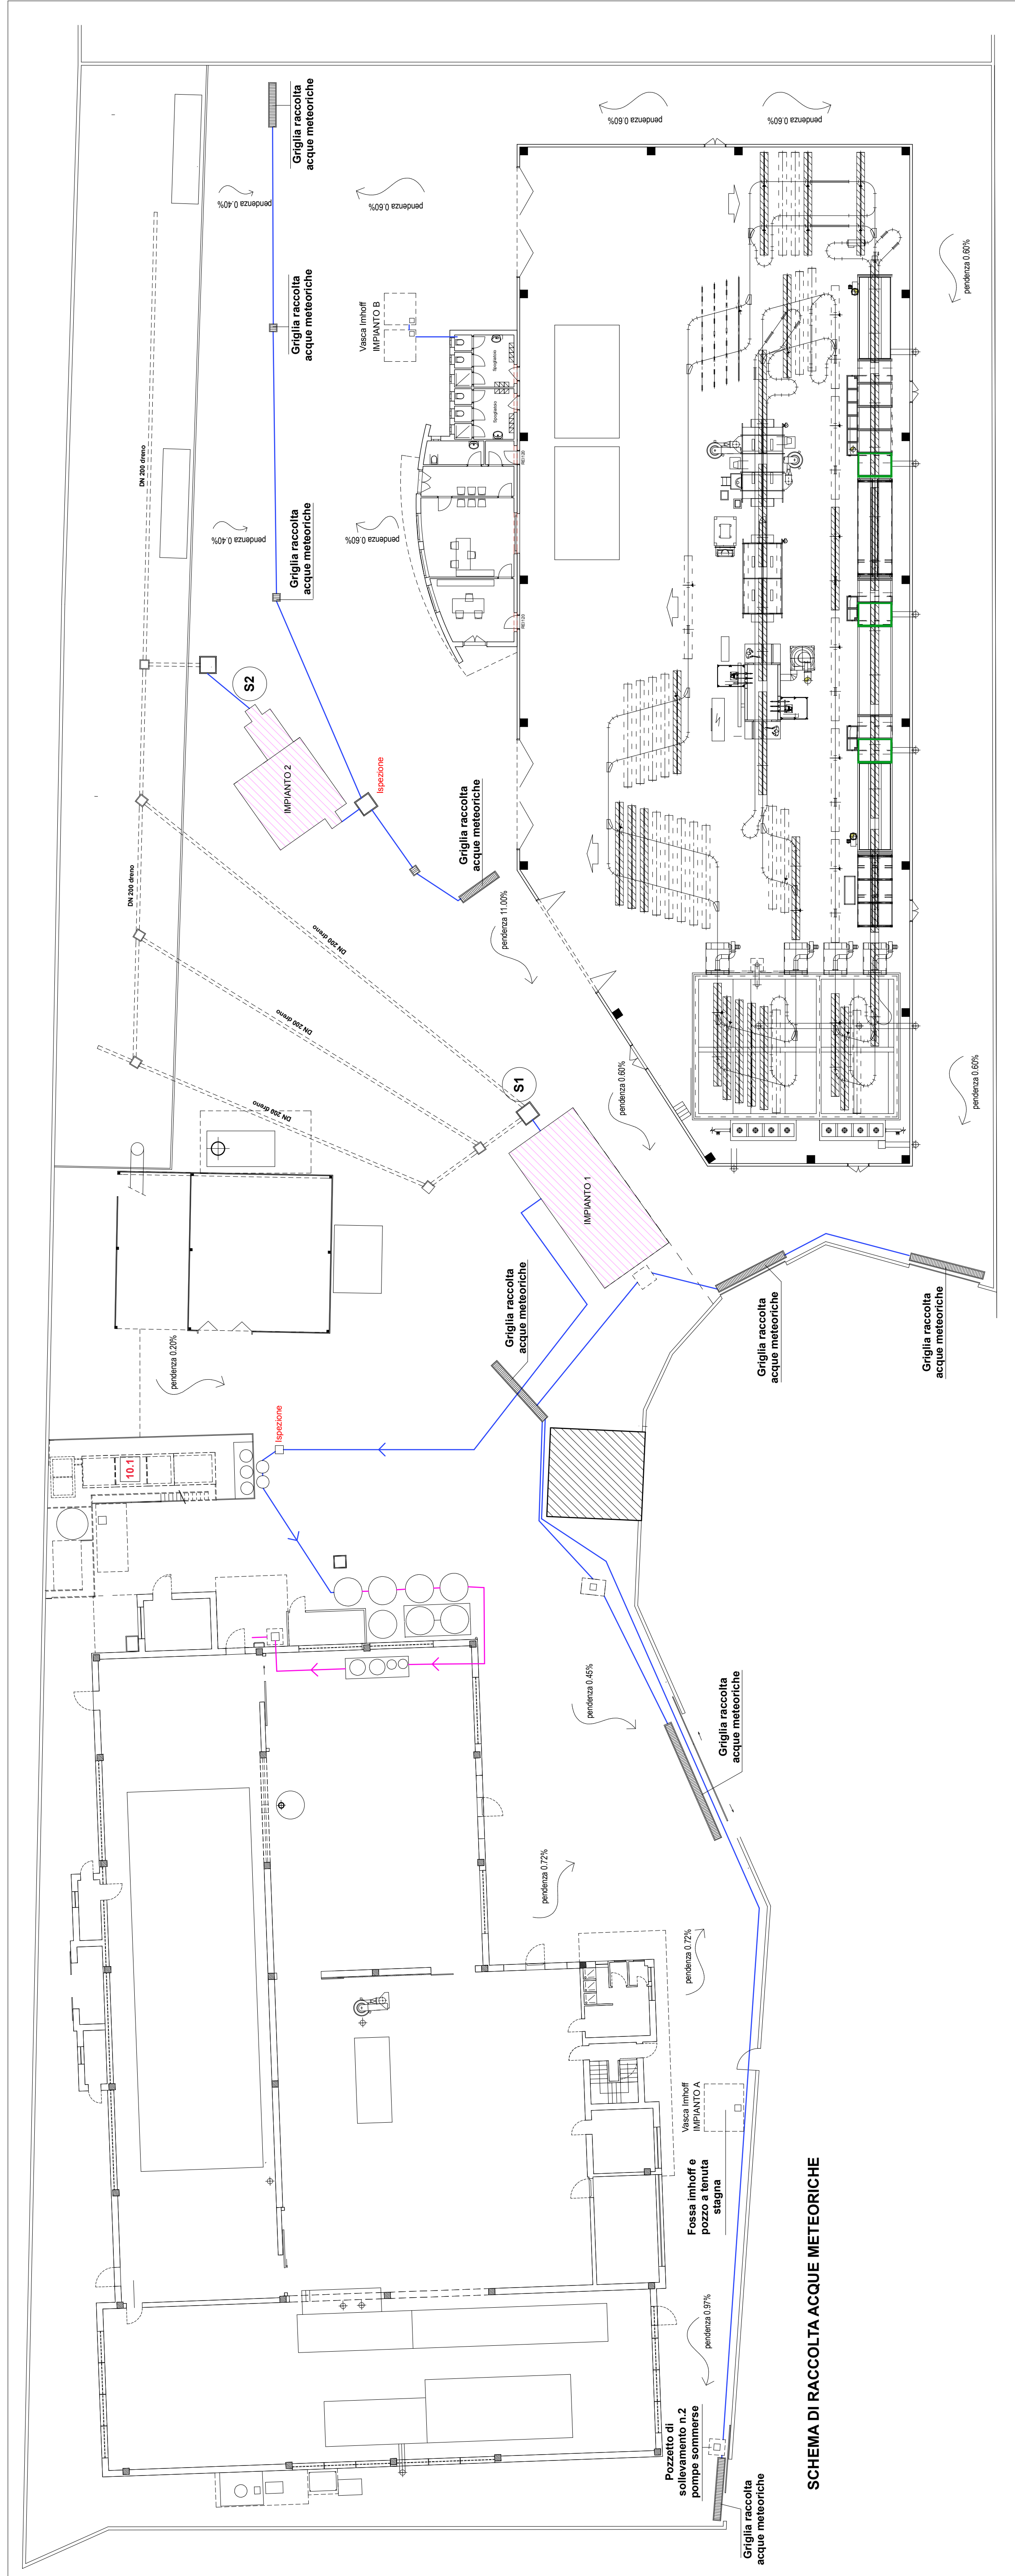 Griglia raccolta
acque meteoriche
pendenza 0.60%
pendenza 0.60%
pendenza 0.40%
pendenza 0.60%
pendenza 0.60%
Griglia raccolta
acque meteoriche
Vasca Imhoff
IMPIANTO B
Spogliatoio
Spogliatoio
DN 200 dreno
REI120
Griglia raccolta
acque meteoriche
pendenza 0.40%
pendenza 0.60%
REI120
S2
IMPIANTO 2
Ispezione
Griglia raccolta
acque meteoriche
DN 200 dreno
DN 200 dreno
pendenza 11.00%
DN 200 dreno
DN 200 dreno
S1
pendenza 0.60%
pendenza 0.60%
IMPIANTO 1
Griglia raccolta
acque meteoriche
Griglia raccolta
acque meteoriche
Griglia raccolta
acque meteoriche
pendenza 0.20%
Ispezione
10.1
pendenza 0.45%
Griglia raccolta
acque meteoriche
pendenza 0.72%
pendenza 0.72%
Vasca Imhoff
IMPIANTO A
Fossa imhoff e
pozzo a tenuta
stagna
SCHEMA DI RACCOLTA ACQUE METEORICHE
pendenza 0.97%
Pozzetto di
sollevamento n.2
pompe sommerse
Griglia raccolta
acque meteoriche